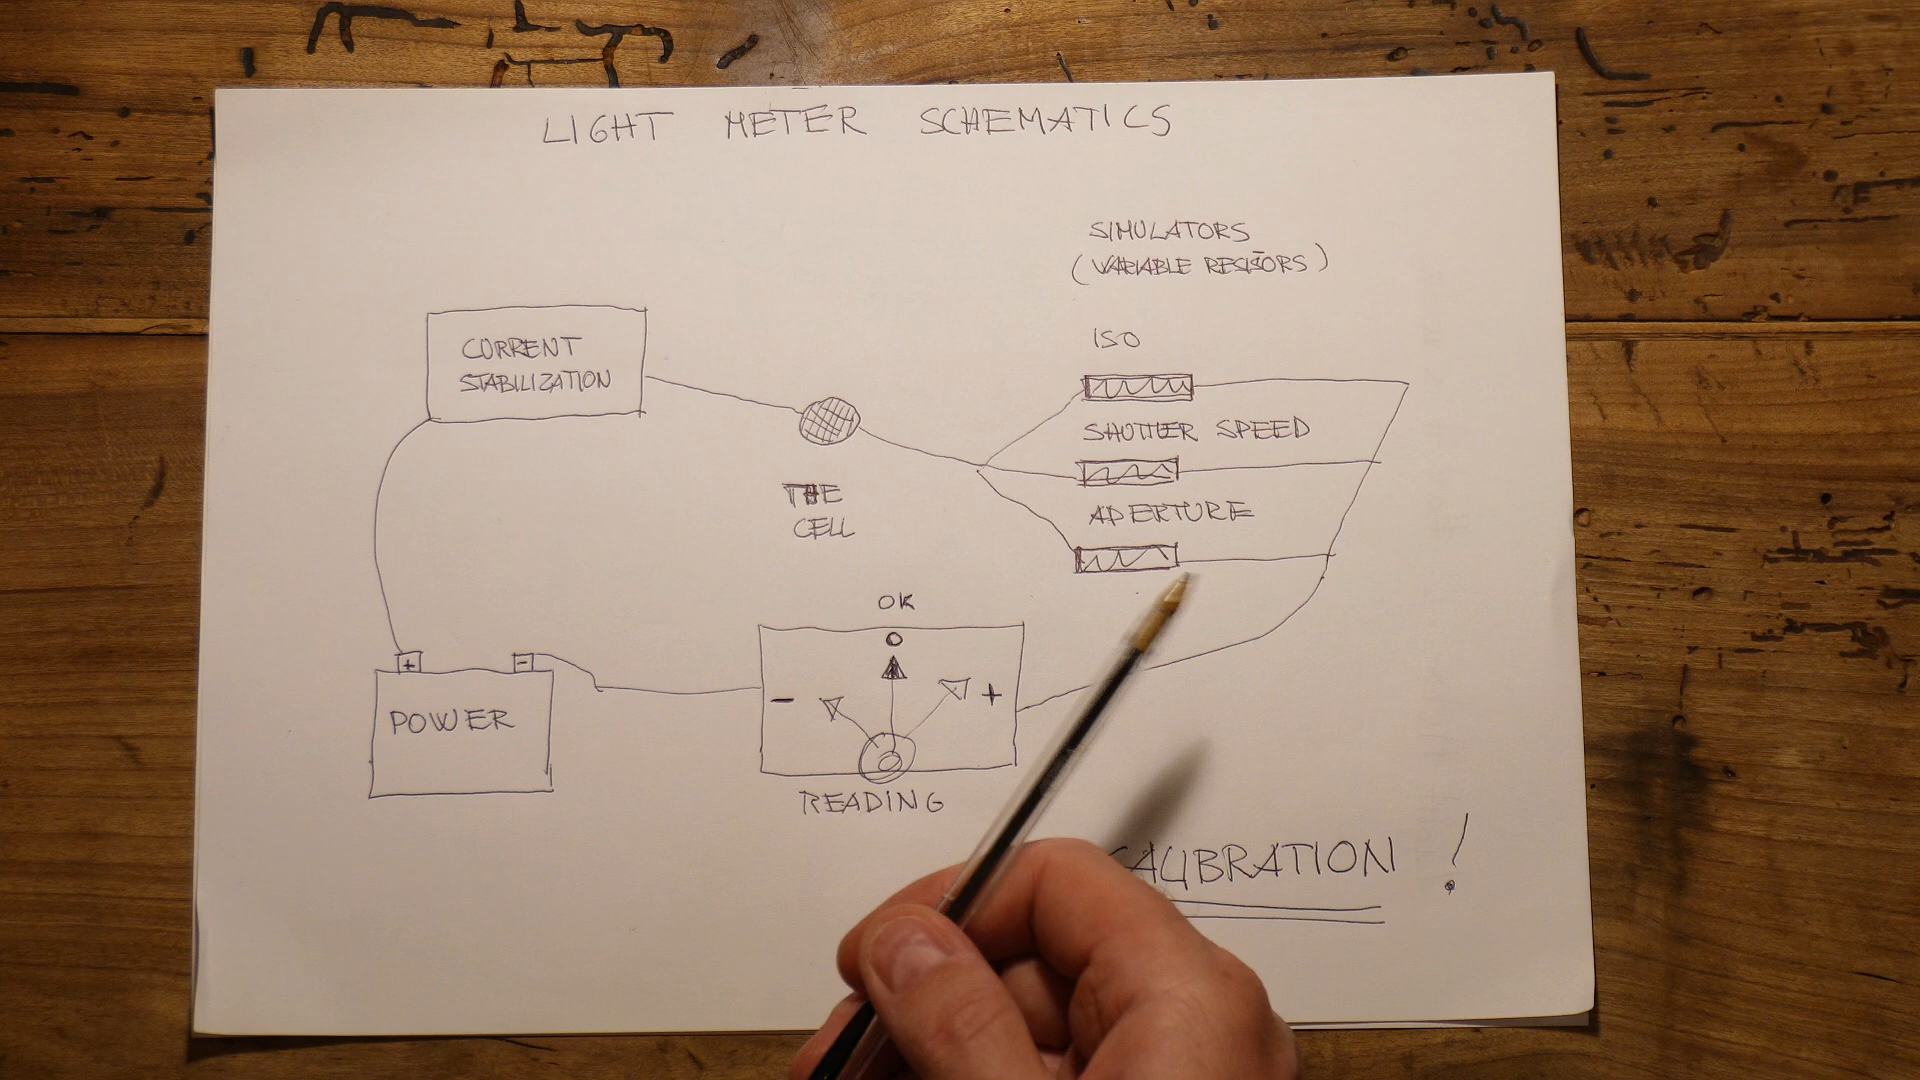 LIGHT METER SCHEMATICS
SIMULATORS
(VARIABLE RESISTORS)
ISO
CURRENT
STABILIZATION
SHUTTER SPEED
THE
CELL
APERTURE
OK
+ -
POWER
- +
READING
CALIBRATION !